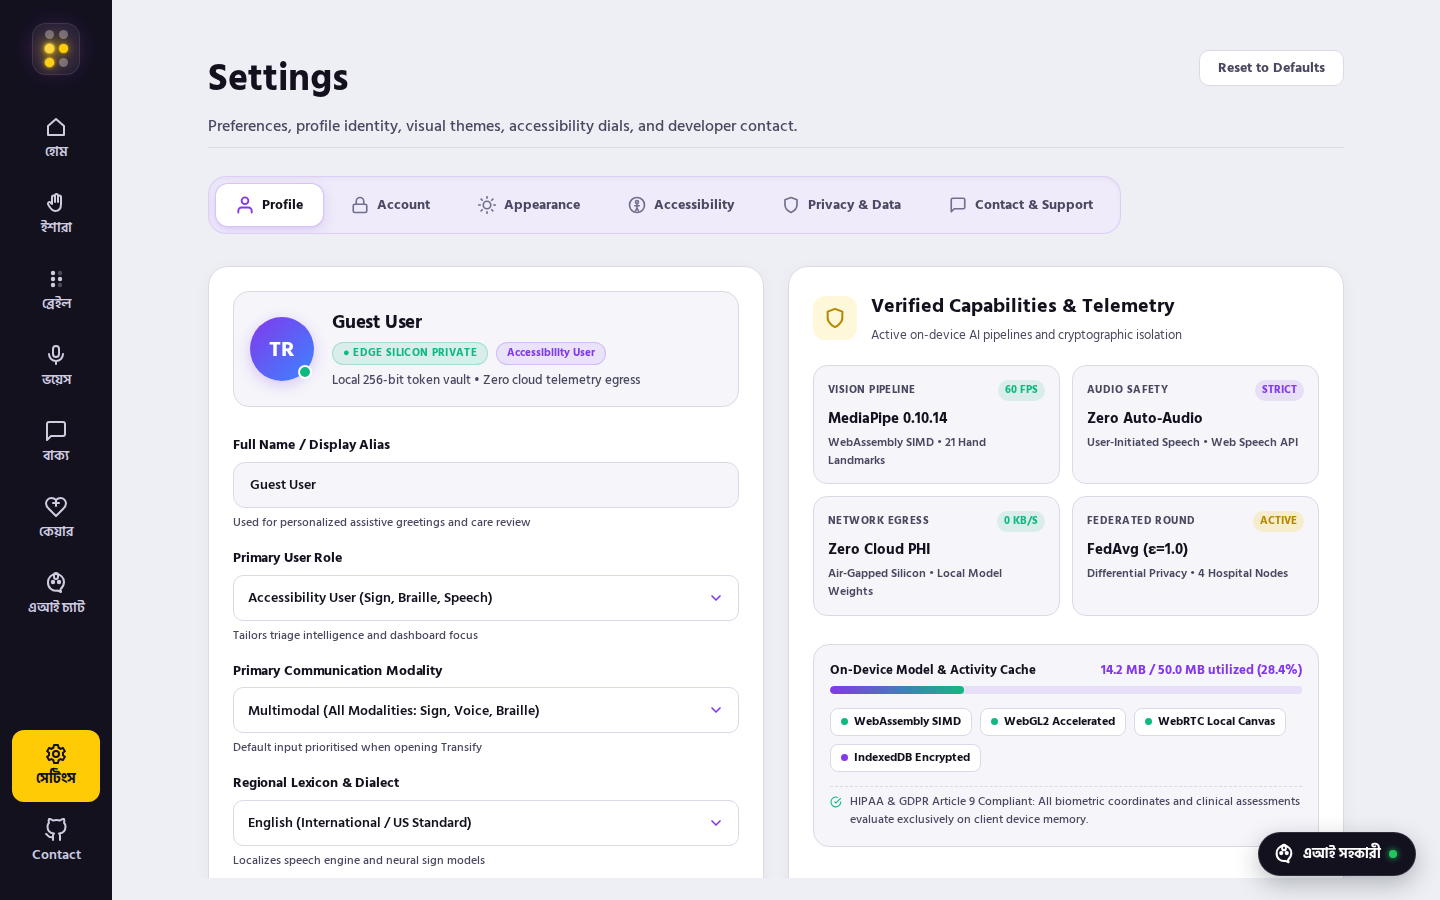 হোম
ইশারা
ব্রেইল
ভয়েস
বাক্য
কেয়ার
এআই চ্যাট
সেটিংস
Contact
Settings
Reset to Defaults
Preferences, profile identity, visual themes, accessibility dials, and developer contact.
Profile
Account
Appearance
Accessibility
Privacy & Data
Contact & Support
TR
Guest User
• EDGE SILICON PRIVATE
Accessibility User
Local 256-bit token vault • Zero cloud telemetry egress
Full Name / Display Alias
Guest User
Used for personalized assistive greetings and care review
Primary User Role
Accessibility User (Sign, Braille, Speech)
Tailors triage intelligence and dashboard focus
Primary Communication Modality
Multimodal (All Modalities: Sign, Voice, Braille)
Default input prioritised when opening Transify
Regional Lexicon & Dialect
English (International / US Standard)
Localizes speech engine and neural sign models
Verified Capabilities & Telemetry
Active on-device AI pipelines and cryptographic isolation
VISION PIPELINE
60 FPS
MediaPipe 0.10.14
WebAssembly SIMD • 21 Hand
Landmarks
AUDIO SAFETY
STRICT
Zero Auto-Audio
User-Initiated Speech • Web Speech API
NETWORK EGRESS
0 KB/S
Zero Cloud PHI
Air-Gapped Silicon • Local Model
Weights
FEDERATED ROUND
ACTIVE
FedAvg (ε=1.0)
Differential Privacy • 4 Hospital Nodes
On-Device Model & Activity Cache
14.2 MB / 50.0 MB utilized (28.4%)
WebAssembly SIMD
WebGL2 Accelerated
WebRTC Local Canvas
IndexedDB Encrypted
HIPAA & GDPR Article 9 Compliant: All biometric coordinates and clinical assessments
evaluate exclusively on client device memory.
এআই সহকারী